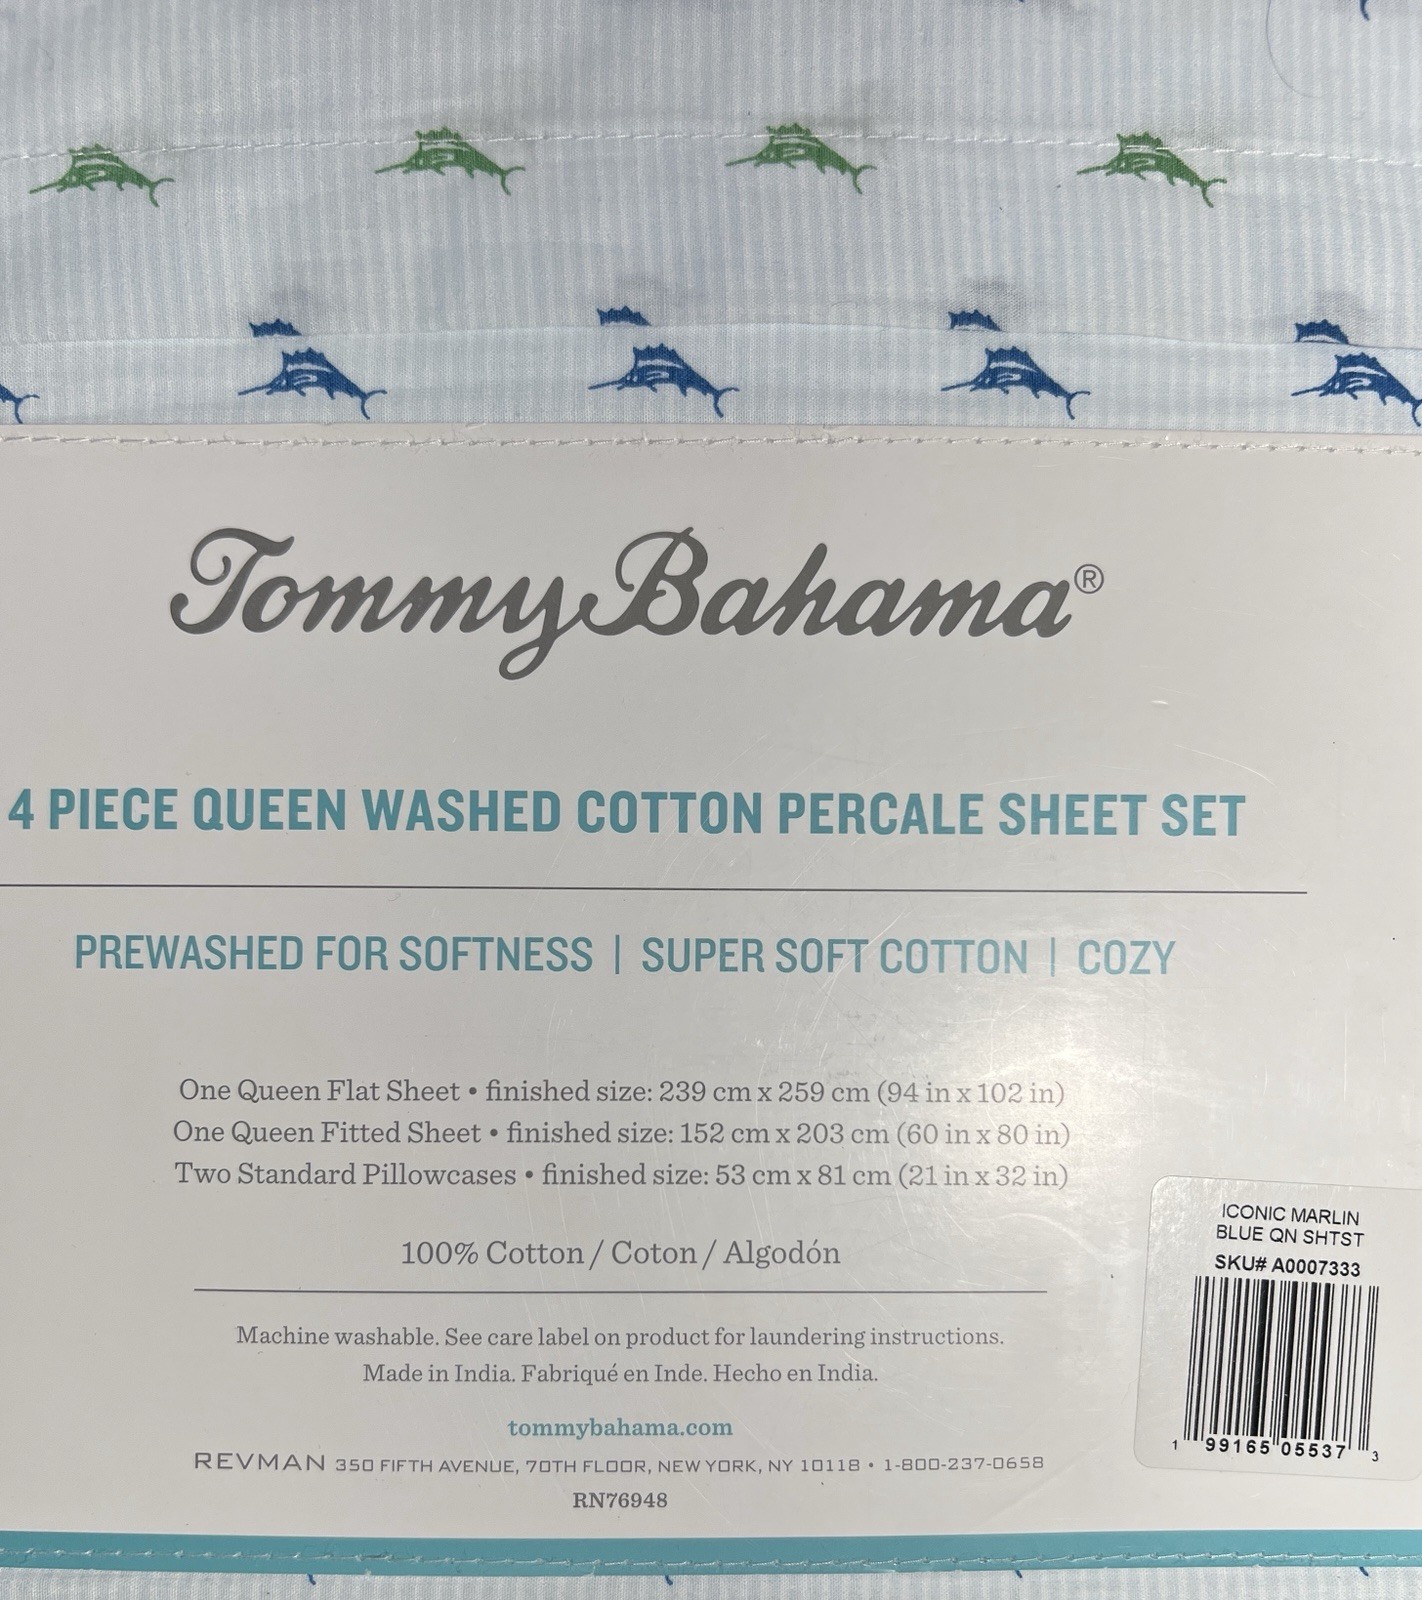 Tommy Bahama®
4 PIECE QUEEN WASHED COTTON PERCALE SHEET SET
PREWASHED FOR SOFTNESS | SUPER SOFT COTTON | COZY
One Queen Flat Sheet • finished size: 239 cm x 259 cm (94 in x 102 in)
One Queen Fitted Sheet • finished size: 152 cm x 203 cm (60 in x 80 in)
Two Standard Pillowcases • finished size: 53 cm x 81 cm (21 in x 32 in)
100% Cotton / Coton / Algodón
Machine washable. See care label on product for laundering instructions.
Made in India. Fabriqué en Inde. Hecho en India.
tommybahama.com
REVMAN 350 FIFTH AVENUE, 70TH FLOOR, NEW YORK, NY 10118 • 1-800-237-0658
RN76948
ICONIC MARLIN
BLUE QN SHTST
SKU# A0007333
1 99165 05537 3